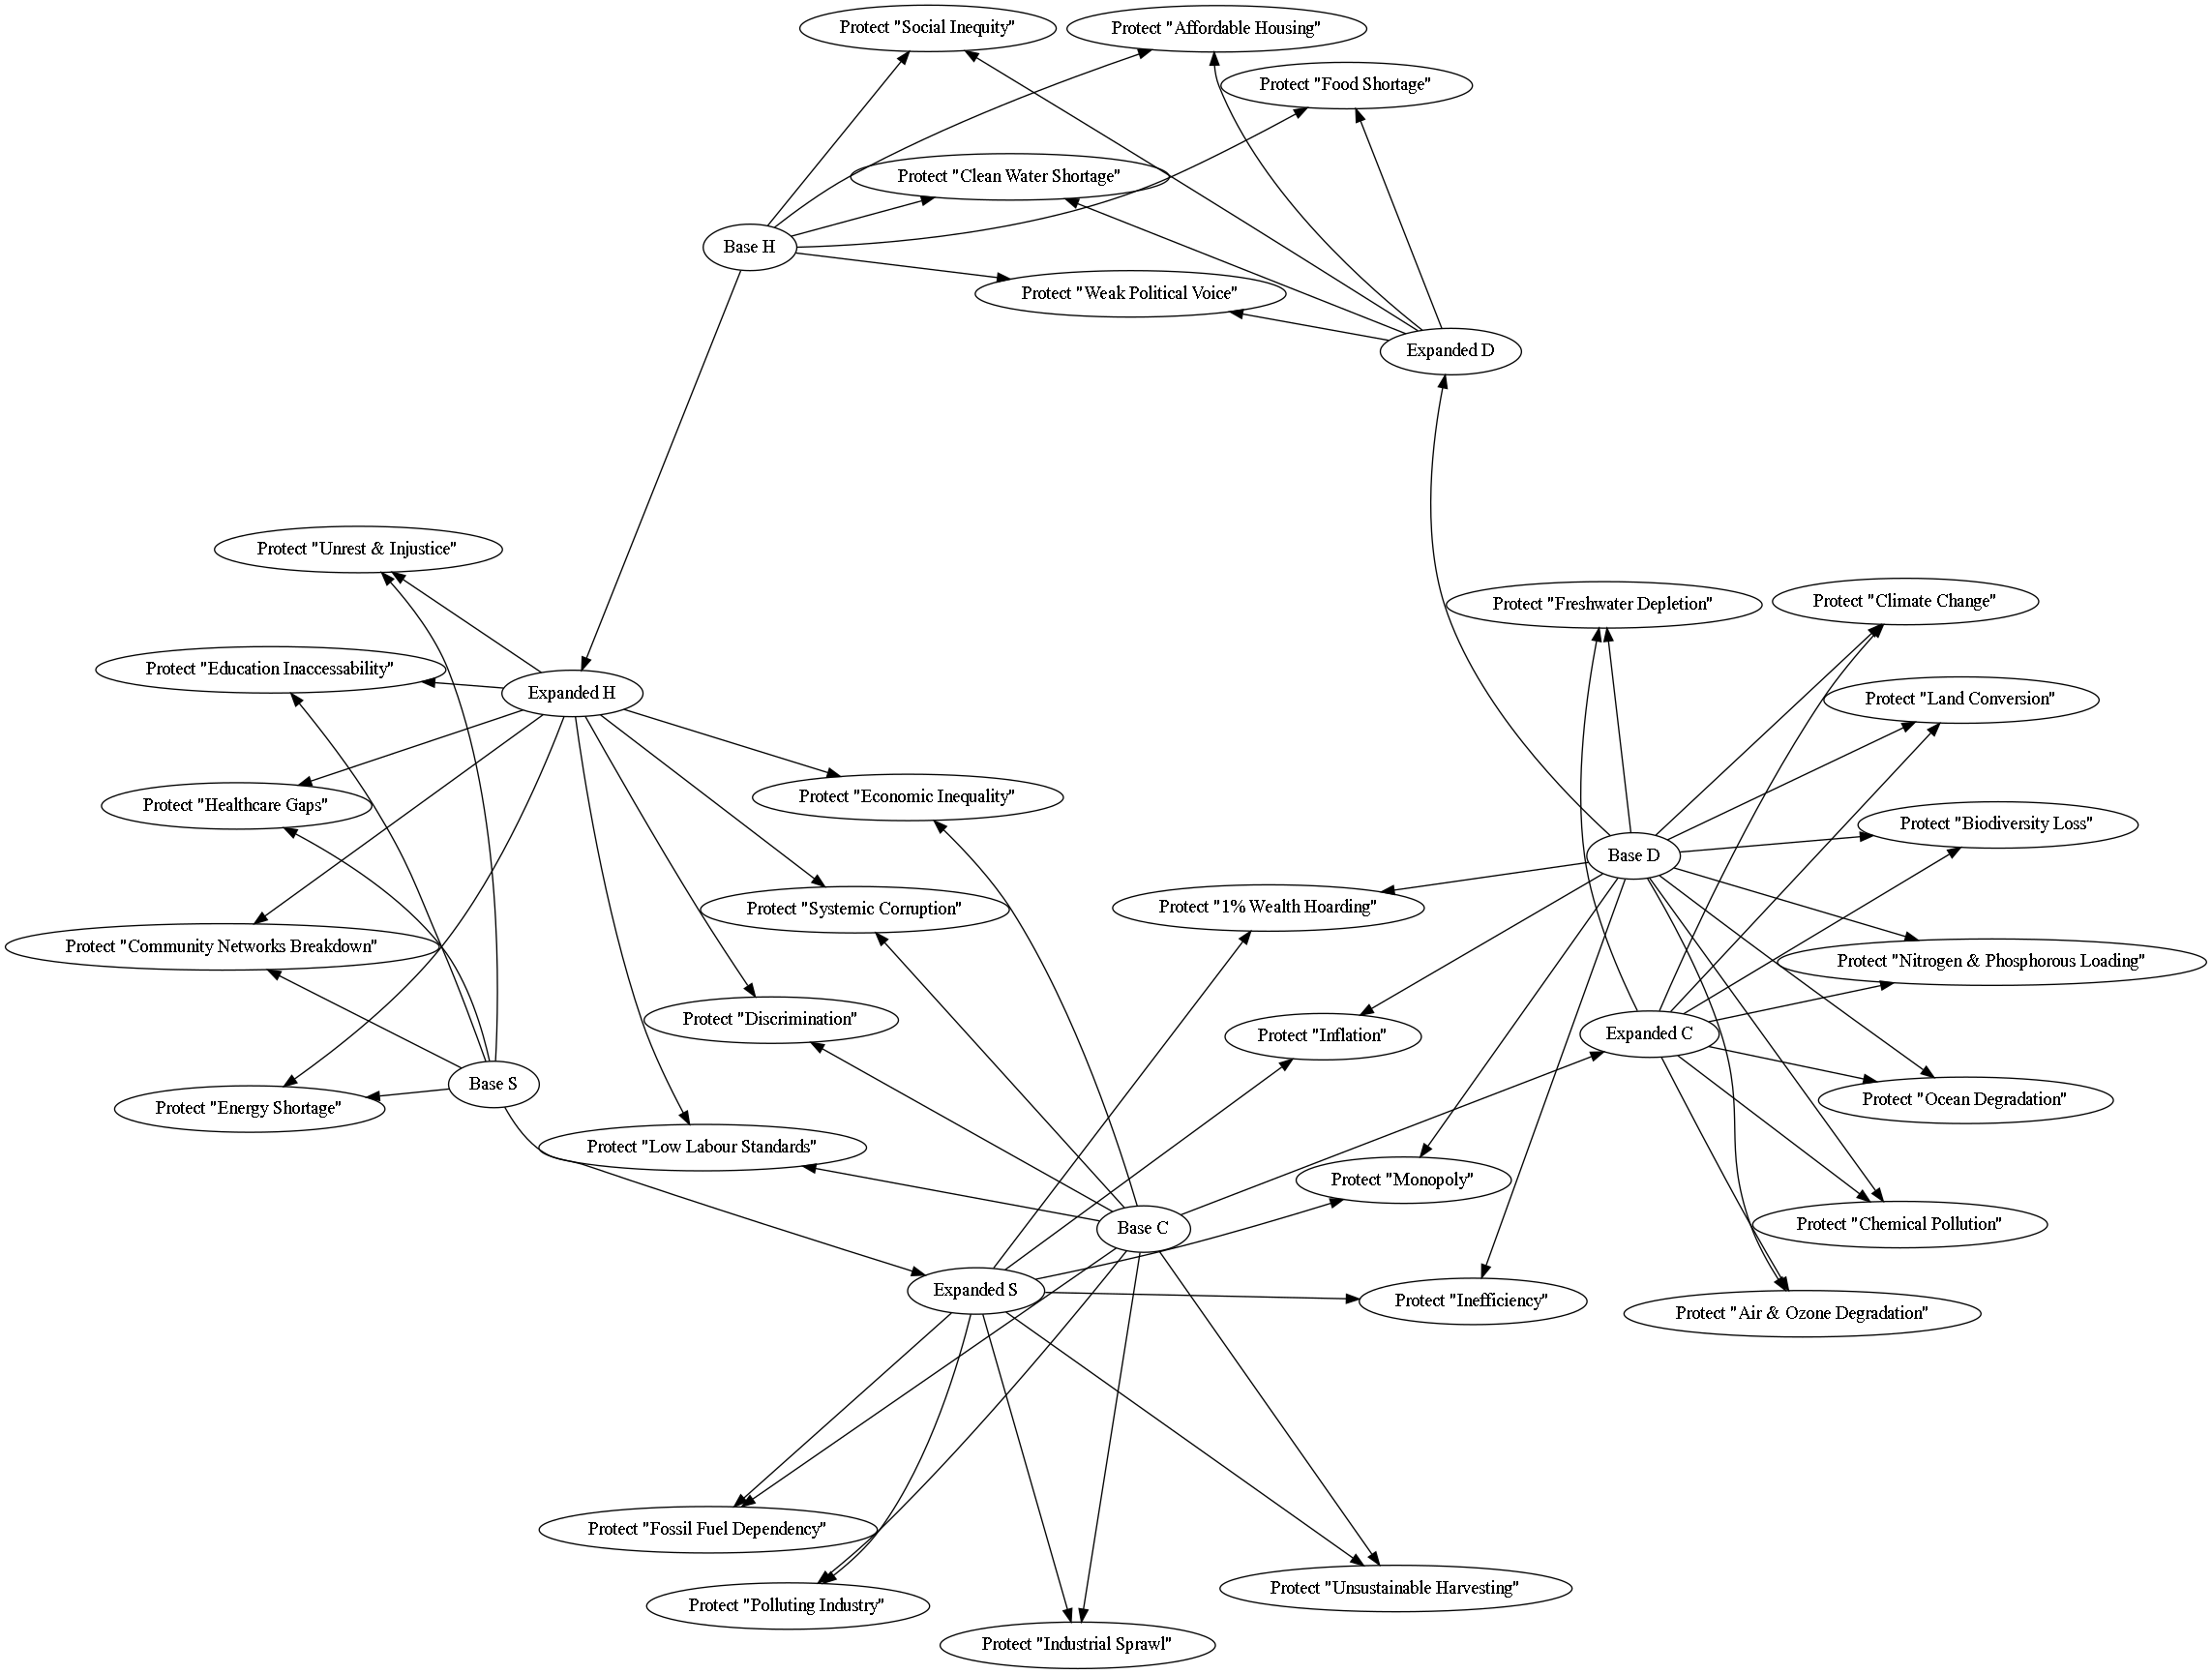 Protect "Social Inequity"
Protect "Affordable Housing"
Protect "Food Shortage"
Protect "Clean Water Shortage"
Base H
Protect "Weak Political Voice"
Expanded D
Protect "Unrest & Injustice"
Protect "Freshwater Depletion"
Protect "Climate Change"
Protect "Education Inaccessability"
Expanded H
Protect "Land Conversion"
Protect "Healthcare Gaps"
Protect "Economic Inequality"
Protect "Biodiversity Loss"
Base D
Protect "Systemic Corruption"
Protect "1% Wealth Hoarding"
Protect "Community Networks Breakdown"
Protect "Nitrogen & Phosphorous Loading"
Protect "Discrimination"
Protect "Inflation"
Expanded C
Base S
Protect "Energy Shortage"
Protect "Ocean Degradation"
Protect "Low Labour Standards"
Protect "Monopoly"
Base C
Protect "Chemical Pollution"
Expanded S
Protect "Inefficiency"
Protect "Air & Ozone Degradation"
Protect "Fossil Fuel Dependency"
Protect "Unsustainable Harvesting"
Protect "Polluting Industry"
Protect "Industrial Sprawl"